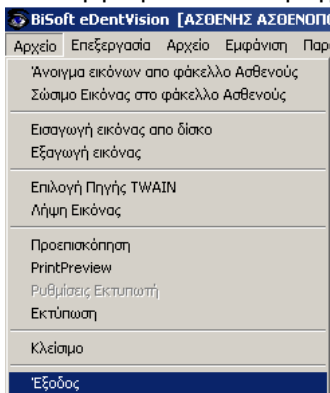 BiSoft eDentVision [ΑΣΘΕΝΗΣ ΑΣΘΕΝΟΠ
Αρχείο Επεξεργασία Αρχείο Εμφάνιση Παρ
Άνοιγμα εικόνων απο φάκελλο Ασθενούς
Σώσιμο Εικόνας στο φάκελλο Ασθενούς
Εισαγωγή εικόνας απο δίσκο
Εξαγωγή εικόνας
Επιλογή Πηγής TWAIN
Λήψη Εικόνας
Προεπισκόπηση
PrintPreview
Ρυθμίσεις Εκτυπωτή
Εκτύπωση
Κλείσιμο
Έξοδος